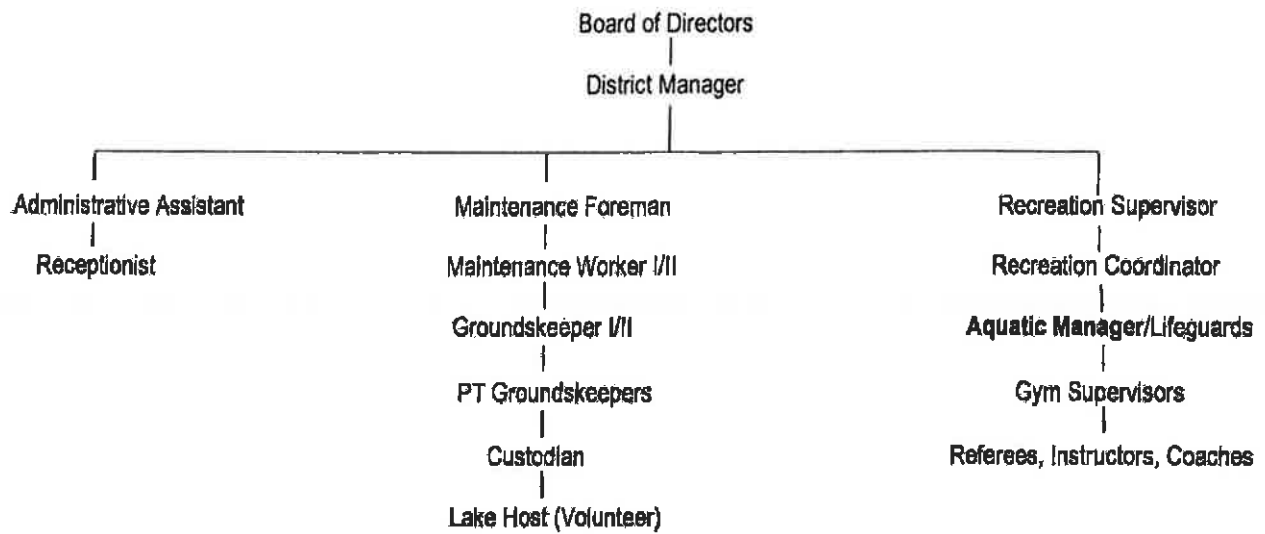 Board of Directors
District Manager
Administrative Assistant
Receptionist
Maintenance Foreman
Maintenance Worker I/II
Groundskeeper I/II
PT Groundskeepers
Custodian
Lake Host (Volunteer)
Recreation Supervisor
Recreation Coordinator
Aquatic Manager/Lifeguards
Gym Supervisors
Referees, Instructors, Coaches